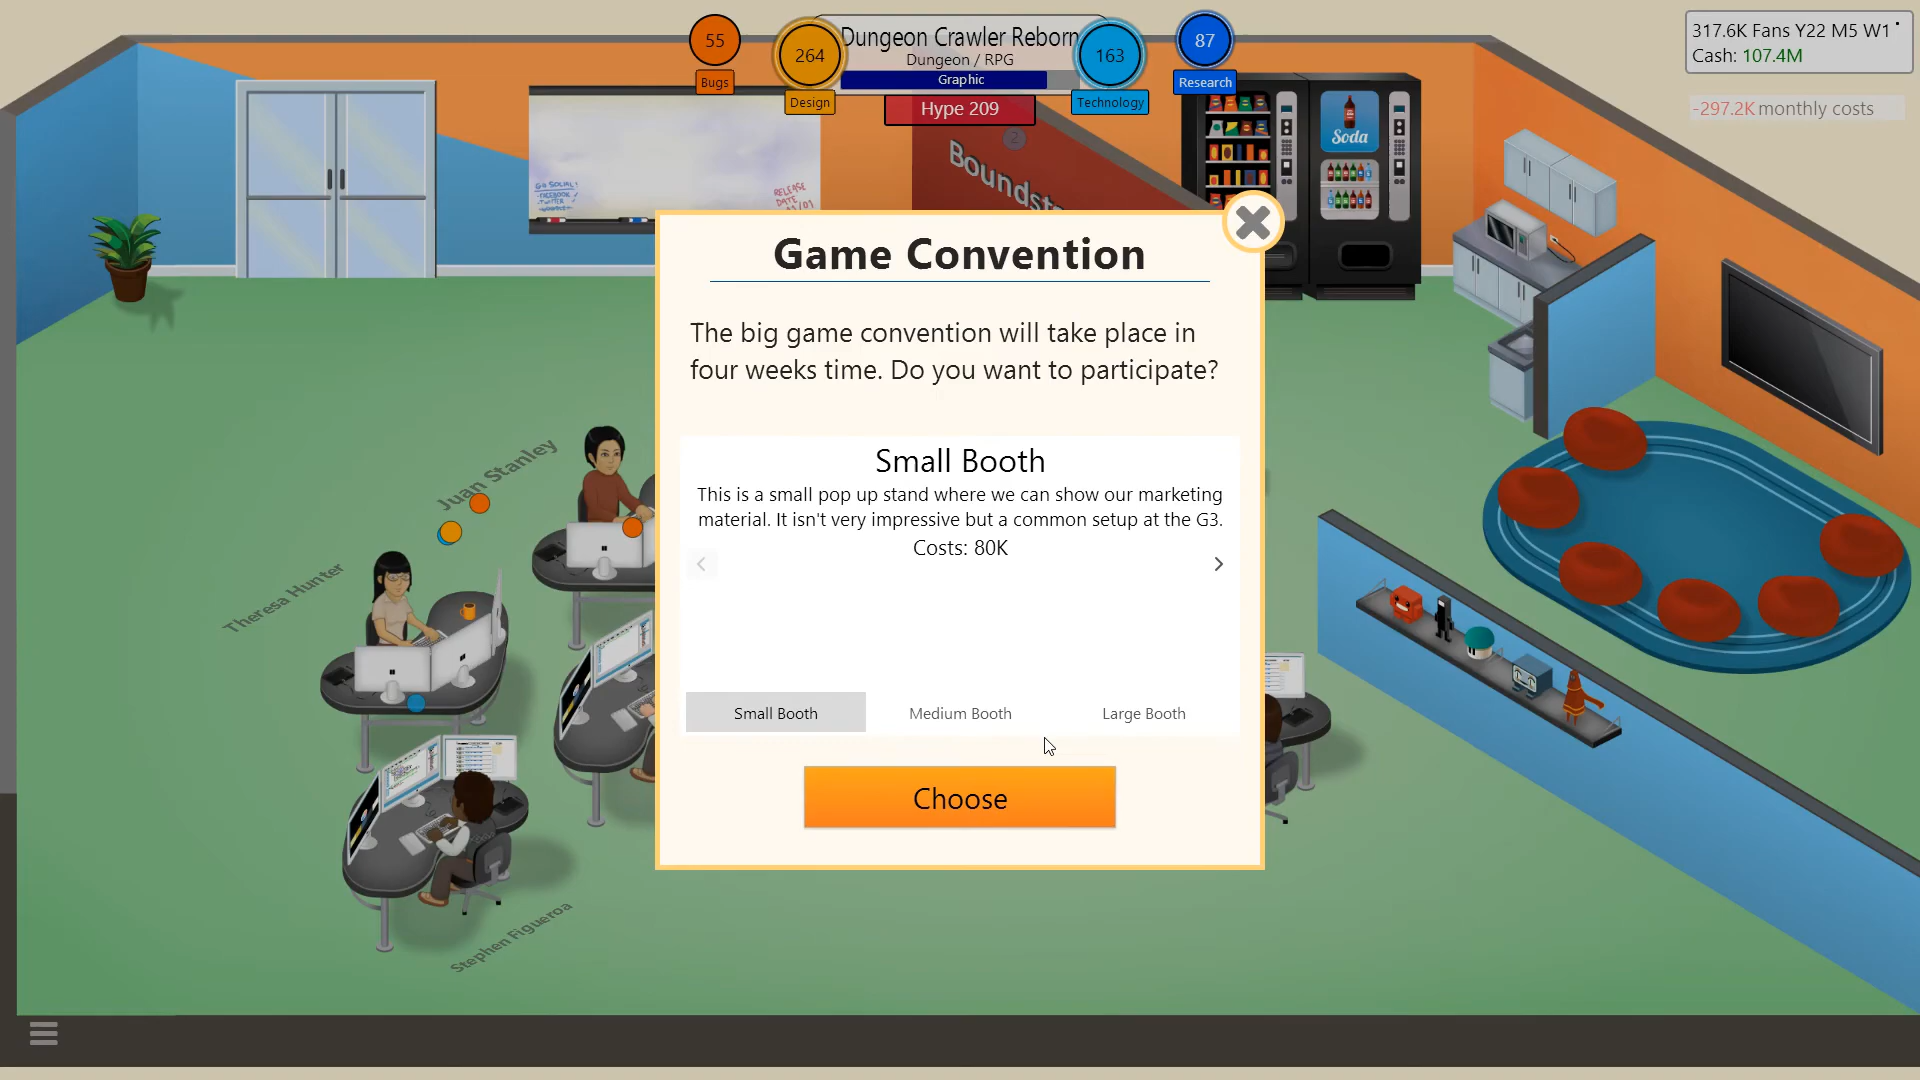 55
Bugs
264
Design
Dungeon Crawler Reborn
Dungeon / RPG
Graphic
Hype 209
163
Technology
87
Research
317.6K Fans Y22 M5 W1
Cash: 107.4M
-297.2K monthly costs
2
Bounds
Soda
RELEASE
DATE
Game Convention
The big game convention will take place in
four weeks time. Do you want to participate?
Small Booth
This is a small pop up stand where we can show our marketing
material. It isn't very impressive but a common setup at the G3.
Costs: 80K
Small Booth
Medium Booth
Large Booth
Choose
Juan Stanley
Theresa Hunter
Stephen Figueroa